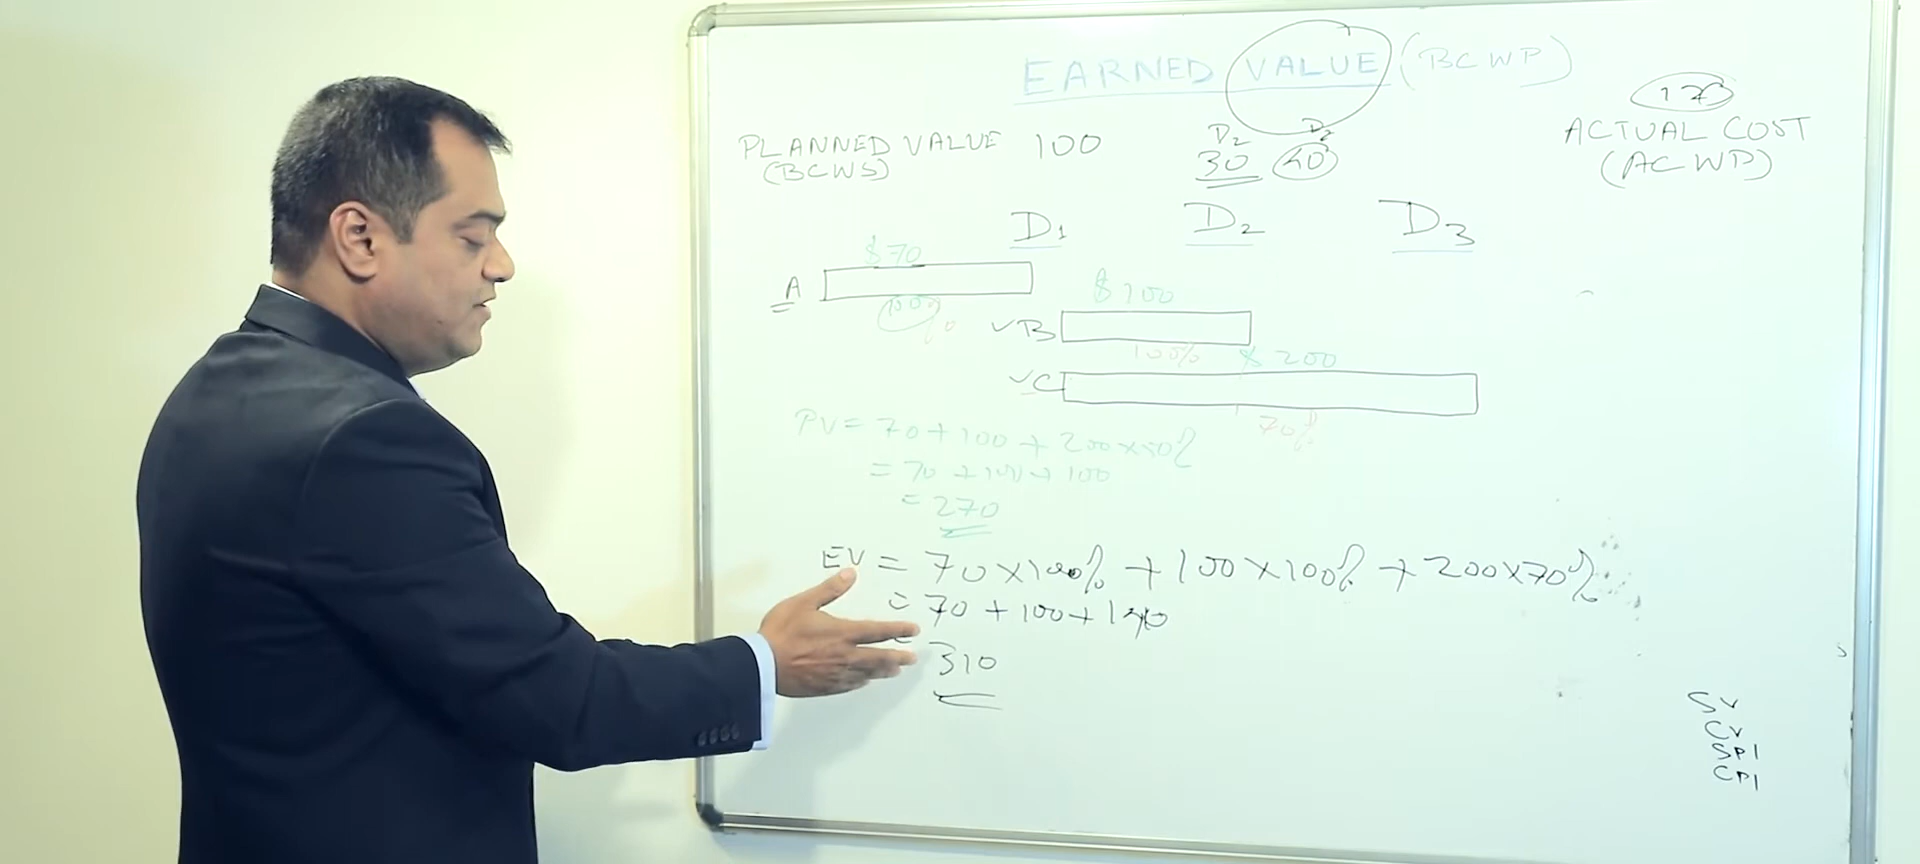 EARNED VALUE (BCWP)
PLANNED VALUE 100
(BCWS)
D2 D2
30 40
ACTUAL COST
(ACWP)
D1 D2 D3
$70
A
100%
$100
✓B
100%
$200
✓C
70%
PV = 70 + 100 + 200 x 50%
= 70 + 100 + 100
= 270
EV = 70 x 100% + 100 x 100% + 200 x 70%
= 70 + 100 + 140
= 310
SV
CV
SPI
CPI